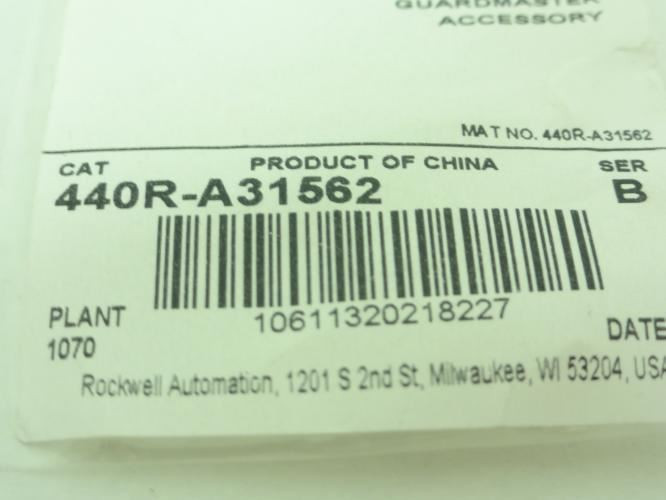 GUARDMASTER
ACCESSORY
MAT NO. 440R-A31562
CAT PRODUCT OF CHINA SER
440R-A31562 B
10611320218227
PLANT DATE
1070
Rockwell Automation, 1201 S 2nd St, Milwaukee, WI 53204, USA